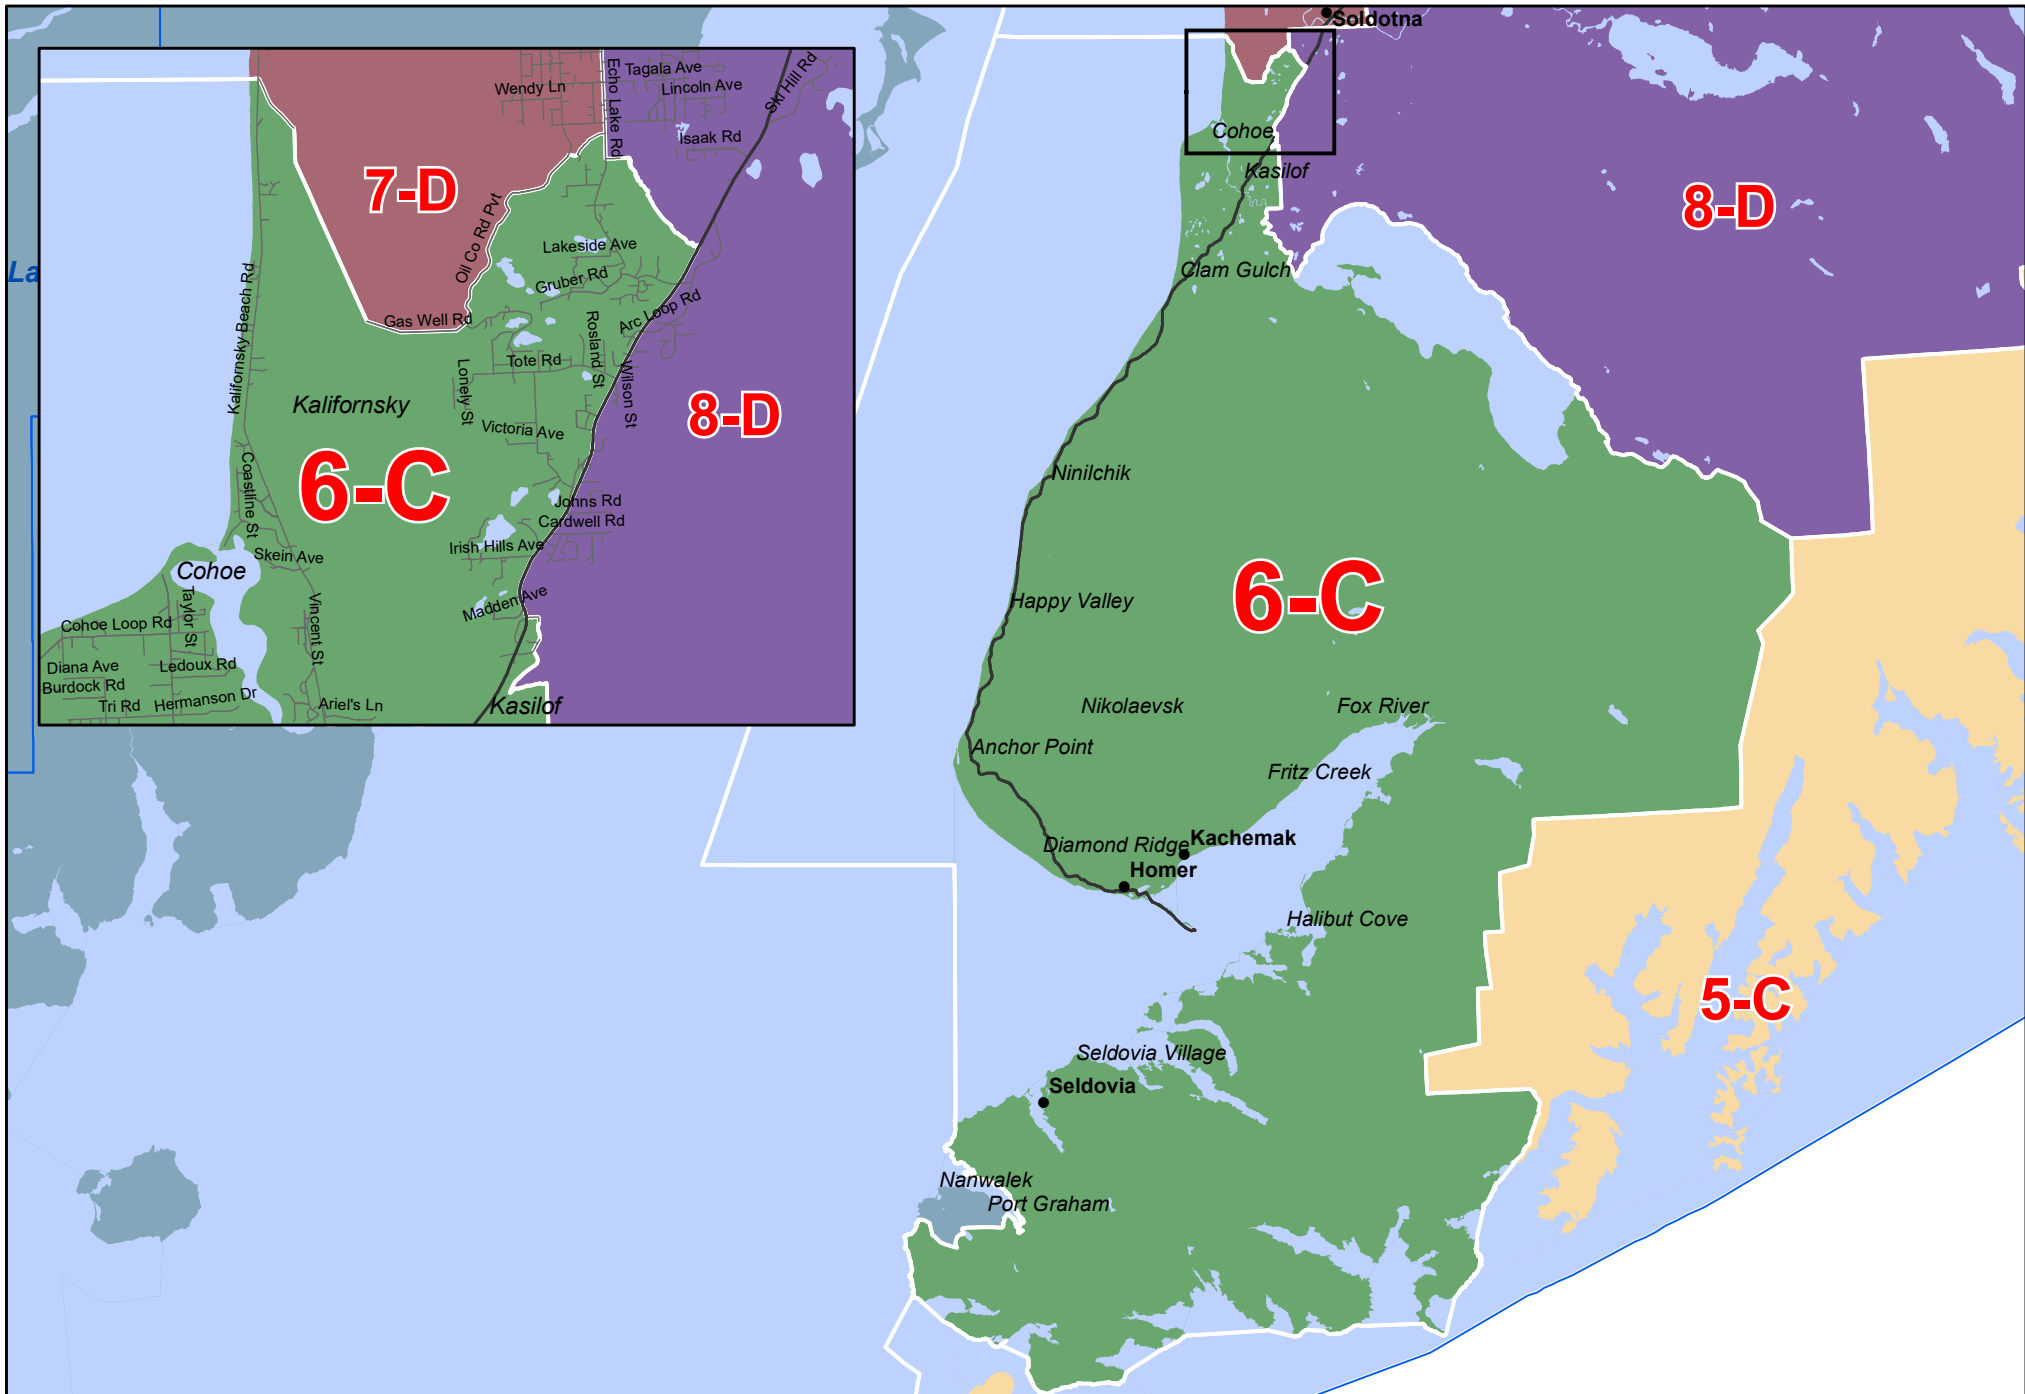 Soldotna
Wendy Ln
Echo Lake Rd
Tagala Ave
Lincoln Ave
Ski Hill Rd
Isaak Rd
7-D
Oil Co Rd Pvt
Lakeside Ave
Gruber Rd
La
Kalifornsky Beach Rd
Gas Well Rd
Rosland St
Arc Loop Rd
Tote Rd
Lonely St
Wilson St
Kalifornsky
Victoria Ave
8-D
6-C
Coastline St
Johns Rd
Cardwell Rd
Irish Hills Ave
Skein Ave
Cohoe
Taylor St
Vincent St
Madden Ave
Cohoe Loop Rd
Diana Ave
Ledoux Rd
Burdock Rd
Tri Rd
Hermanson Dr
Ariel's Ln
Kasilof
Cohoe
Kasilof
8-D
Clam Gulch
Ninilchik
6-C
Happy Valley
Nikolaevsk
Fox River
Anchor Point
Fritz Creek
Diamond Ridge
Kachemak
Homer
Halibut Cove
5-C
Seldovia Village
Seldovia
Nanwalek
Port Graham